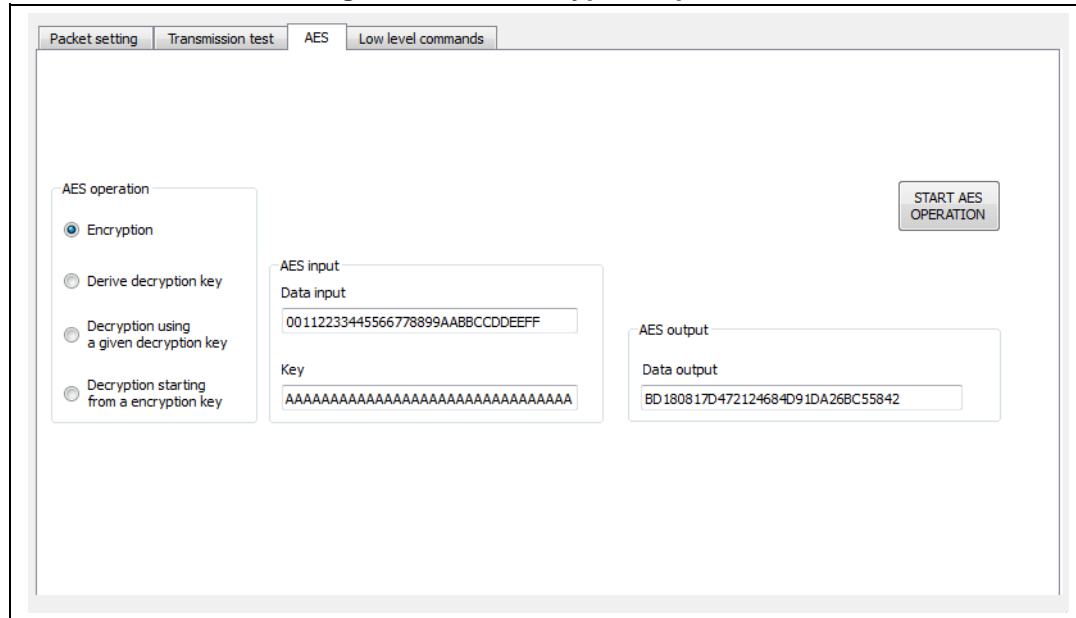 Packet setting
Transmission test
AES
Low level commands
AES operation
Encryption
Derive decryption key
Decryption using
a given decryption key
Decryption starting
from a encryption key
AES input
Data input
00112233445566778899AABBCCDDEEFF
Key
AAAAAAAAAAAAAAAAAAAAAAAAAAAAAAAA
START AES
OPERATION
AES output
Data output
BD180817D472124684D91DA26BC55842